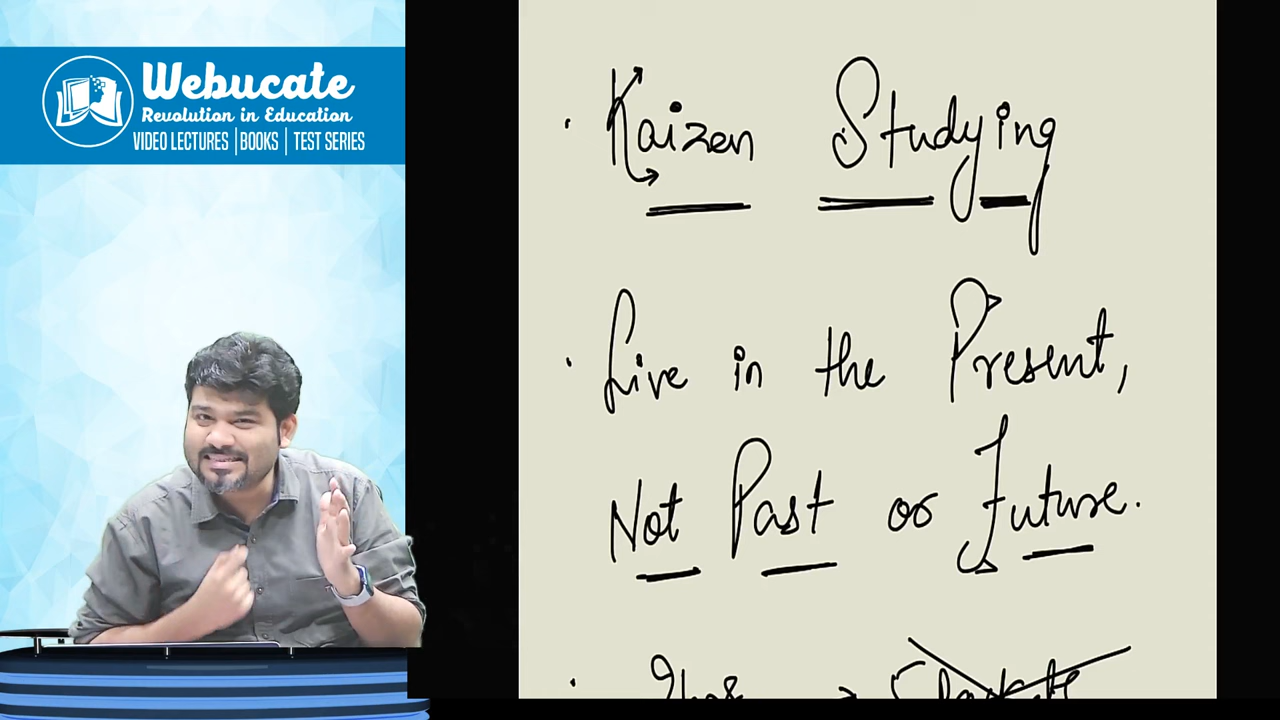 Webucate
Revolution in Education
VIDEO LECTURES | BOOKS | TEST SERIES
· Kaizen Studying
· Live in the Present,
Not Past or Future.